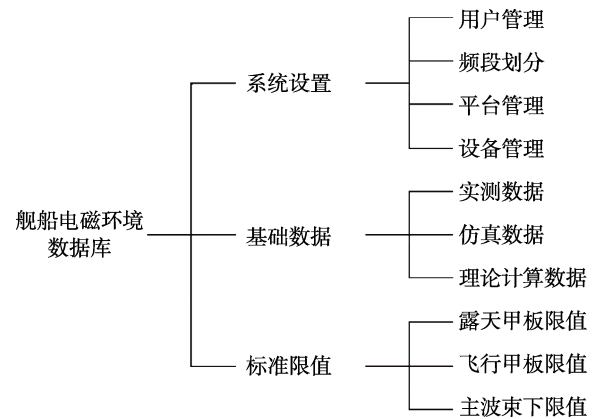 舰船电磁环境
数据库
系统设置
用户管理
频段划分
平台管理
设备管理
基础数据
实测数据
仿真数据
理论计算数据
标准限值
露天甲板限值
飞行甲板限值
主波束下限值